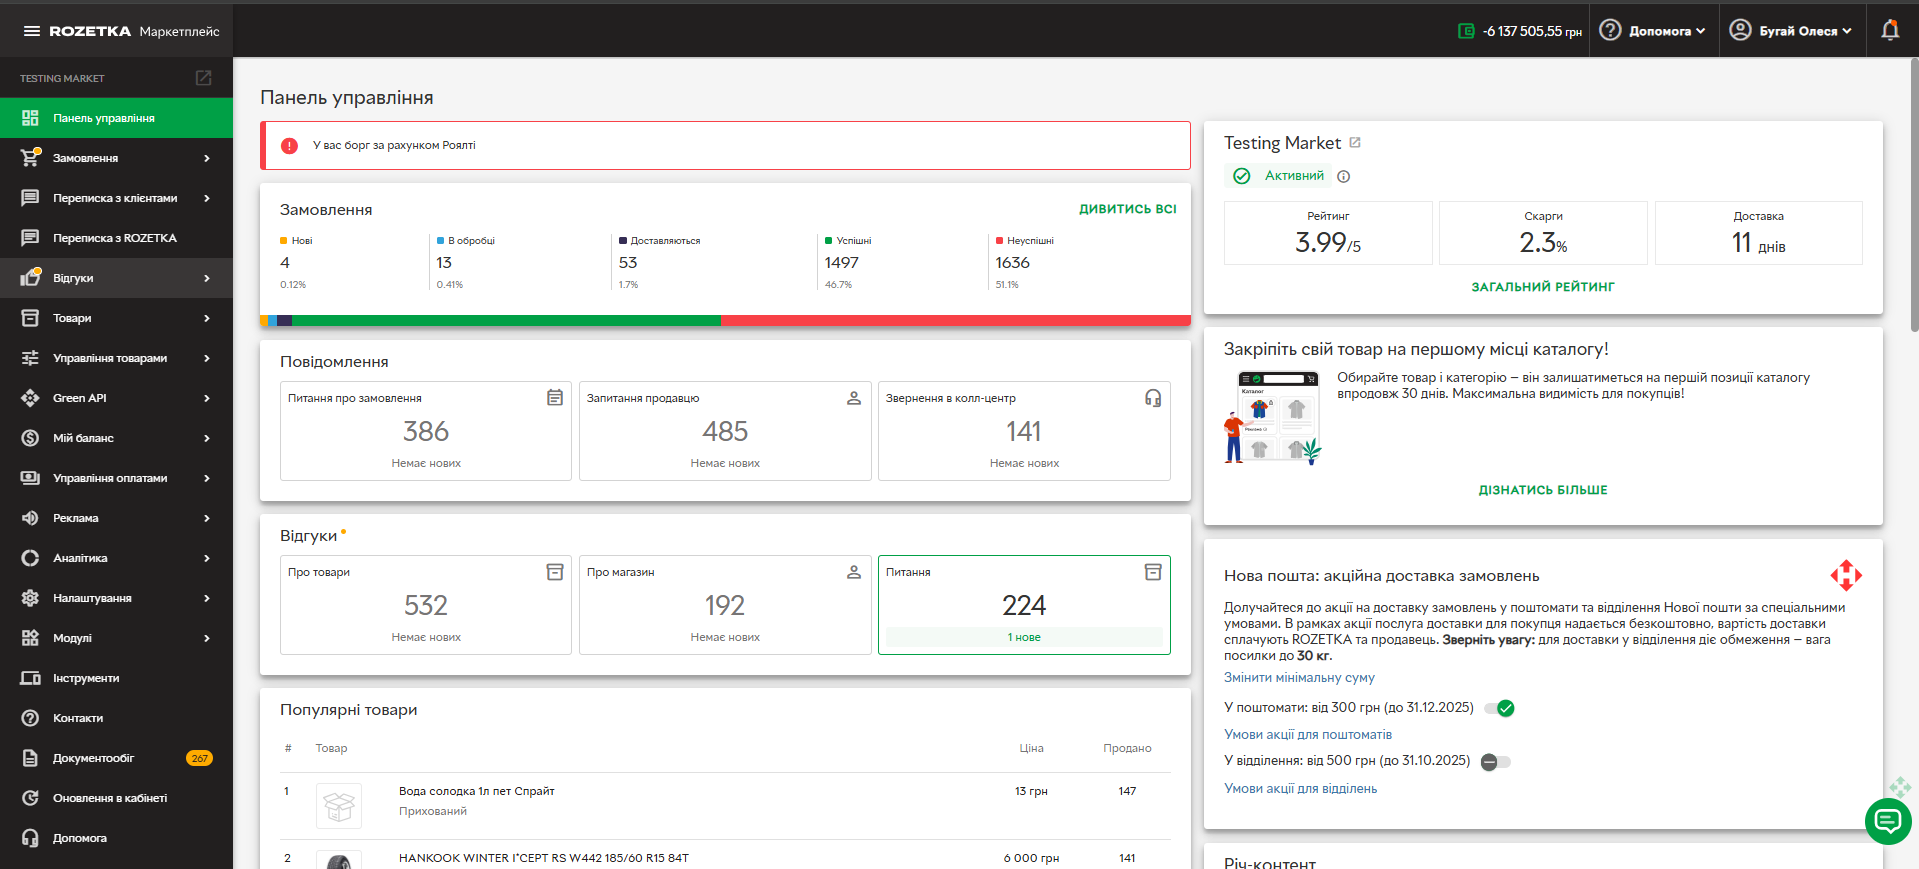 ROZETKA Маркетплейс
-6 137 505,55 грн
Допомога
Бугай Олеся
TESTING MARKET
Панель управління
Замовлення
Переписка з клієнтами
Переписка з ROZETKA
Відгуки
Товари
Управління товарами
Green API
Мій баланс
Управління оплатами
Реклама
Аналітика
Налаштування
Модулі
Інструменти
Контакти
Документообіг 267
Оновлення в кабінеті
Допомога
Панель управління
У вас борг за рахунком Роялті
Замовлення ДИВИТИСЬ ВСІ
Нові В обробці Доставляються Успішні Неуспішні
4 13 53 1497 1636
0.12% 0.41% 1.7% 46.7% 51.1%
Повідомлення
Питання про замовлення Запитання продавцю Звернення в колл-центр
386 485 141
Немає нових Немає нових Немає нових
Відгуки
Про товари Про магазин Питання
532 192 224
Немає нових Немає нових 1 нове
Популярні товари
# Товар Ціна Продано
1 Вода солодка 1л пет Спрайт 13 грн 147
Прихований
2 HANKOOK WINTER I*CEPT RS W442 185/60 R15 84T 6 000 грн 141
Testing Market
Активний
Рейтинг Скарги Доставка
3.99/5 2.3% 11 днів
ЗАГАЛЬНИЙ РЕЙТИНГ
Закріпіть свій товар на першому місці каталогу!
Каталог
Обирайте товар і категорію – він залишатиметься на першій позиції каталогу
впродовж 30 днів. Максимальна видимість для покупців!
ДІЗНАТИСЬ БІЛЬШЕ
Нова пошта: акційна доставка замовлень
Долучайтеся до акції на доставку замовлень у поштомати та відділення Нової пошти за спеціальними
умовами. В рамках акції послуга доставки для покупця надається безкоштовно, вартість доставки
сплачують ROZETKA та продавець. Зверніть увагу: для доставки у відділення діє обмеження – вага
посилки до 30 кг.
Змінити мінімальну суму
У поштомати: від 300 грн (до 31.12.2025)
Умови акції для поштоматів
У відділення: від 500 грн (до 31.10.2025)
Умови акції для відділень
Річ-контент